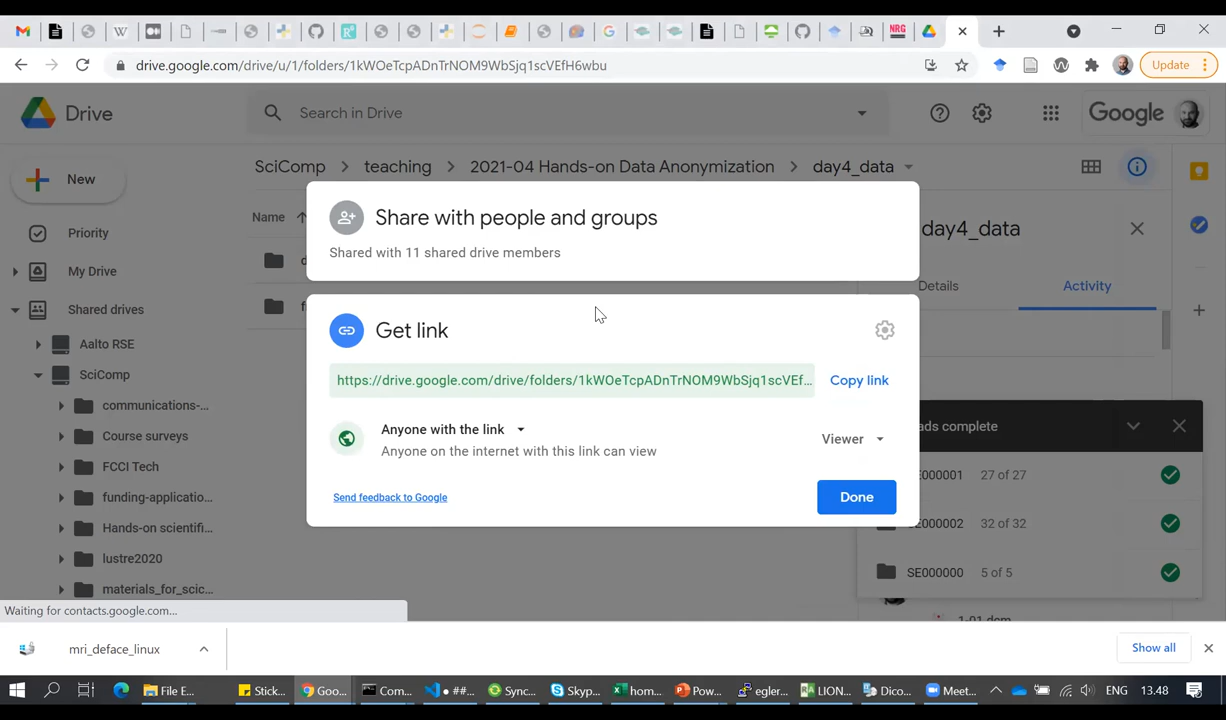 NRG
drive.google.com/drive/u/1/folders/1kWOeTcpADnTrNOM9WbSjq1scVEfH6wbu
Update
Drive
Search in Drive
Google
New
SciComp
teaching
2021-04 Hands-on Data Anonymization
day4_data
Name
day4_data
Share with people and groups
Shared with 11 shared drive members
Details
Activity
Priority
My Drive
Shared drives
Aalto RSE
SciComp
communications-...
Course surveys
FCCI Tech
funding-applicatio...
Hands-on scientifi...
lustre2020
materials_for_scic...
Get link
https://drive.google.com/drive/folders/1kWOeTcpADnTrNOM9WbSjq1scVEf...
Copy link
Anyone with the link
Anyone on the internet with this link can view
Viewer
Send feedback to Google
Done
ads complete
SE000001
27 of 27
SE000002
32 of 32
SE000000
5 of 5
1-01.dcm
Waiting for contacts.google.com...
mri_deface_linux
Show all
File E...
Stick...
Goo...
Com...
● ##...
Sync...
Skyp...
hom...
Pow...
egler...
LION...
Dico...
Meet...
ENG
13.48